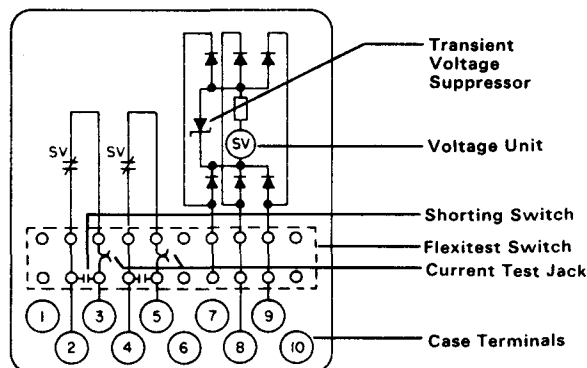 Transient
Voltage
Suppressor
SV
SV
SV
Voltage Unit
Shorting Switch
Flexitest Switch
Current Test Jack
1
3
5
7
9
2
4
6
8
10
Case Terminals